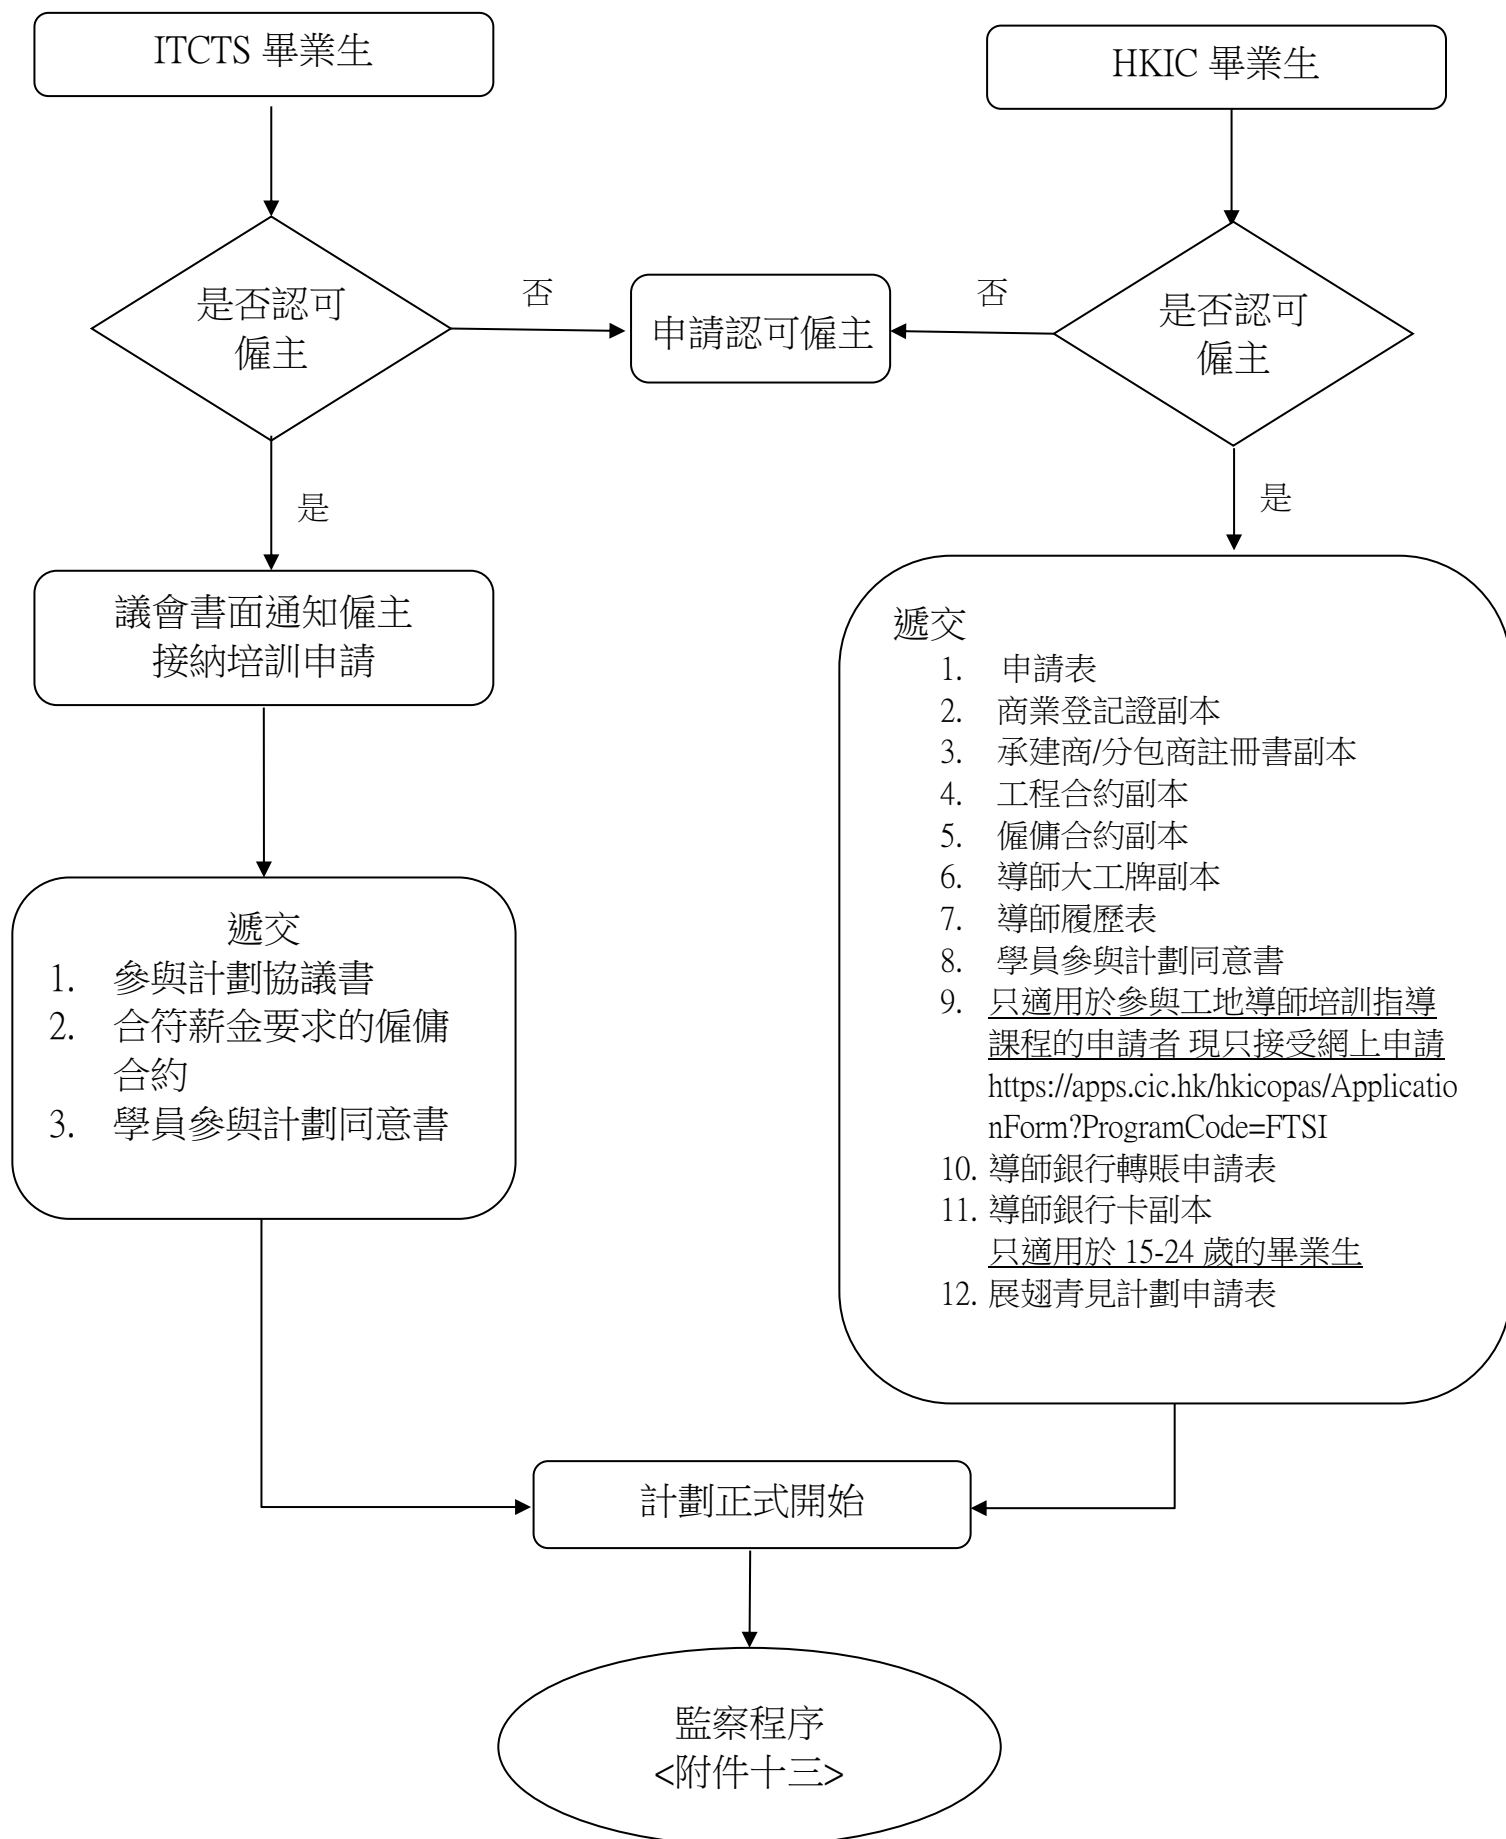 ITCTS 畢業生
HKIC 畢業生
是否認可
僱主
否
申請認可僱主
否
是否認可
僱主
是
是
議會書面通知僱主
接納培訓申請
遞交
1. 參與計劃協議書
2. 合符薪金要求的僱傭
合約
3. 學員參與計劃同意書
遞交
1. 申請表
2. 商業登記證副本
3. 承建商/分包商註冊書副本
4. 工程合約副本
5. 僱傭合約副本
6. 導師大工牌副本
7. 導師履歷表
8. 學員參與計劃同意書
9. 只適用於參與工地導師培訓指導
課程的申請者 現只接受網上申請
https://apps.cic.hk/hkicopas/Applicatio
nForm?ProgramCode=FTSI
10. 導師銀行轉賬申請表
11. 導師銀行卡副本
只適用於 15-24 歲的畢業生
12. 展翅青見計劃申請表
計劃正式開始
監察程序
<附件十三>